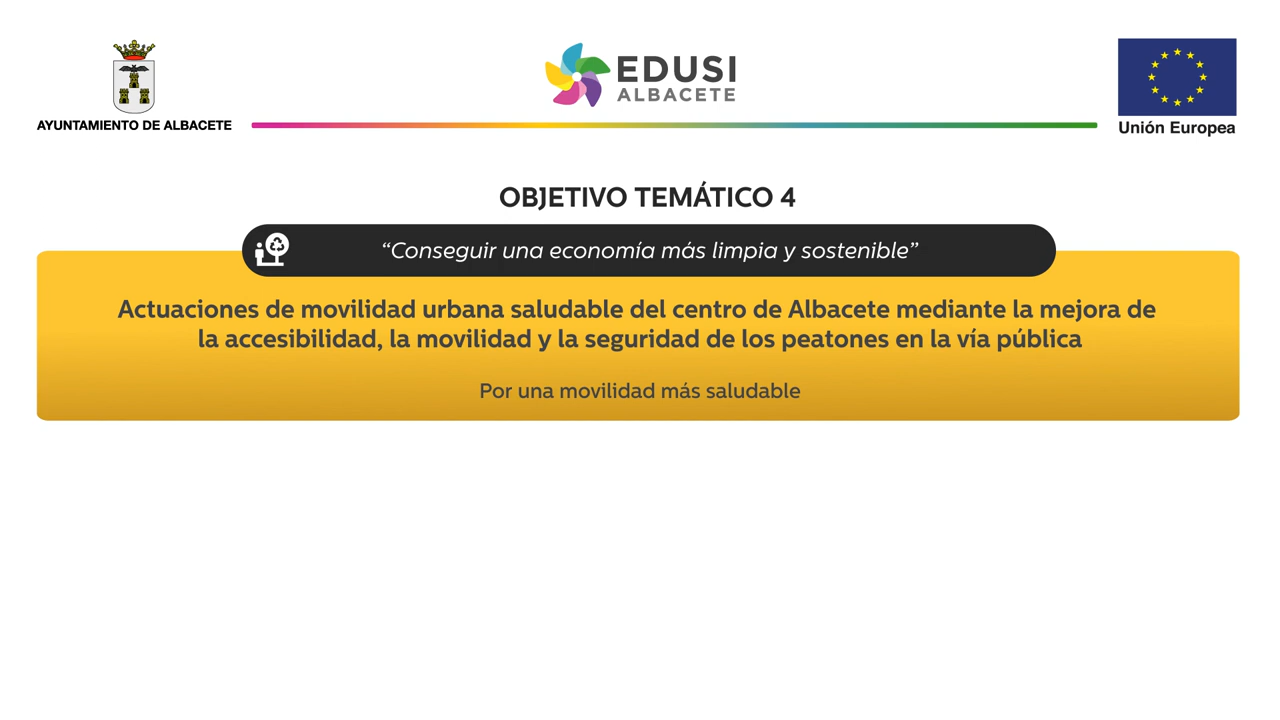 AYUNTAMIENTO DE ALBACETE
EDUSI
ALBACETE
Unión Europea
OBJETIVO TEMÁTICO 4
“Conseguir una economía más limpia y sostenible”
Actuaciones de movilidad urbana saludable del centro de Albacete mediante la mejora de
la accesibilidad, la movilidad y la seguridad de los peatones en la vía pública
Por una movilidad más saludable